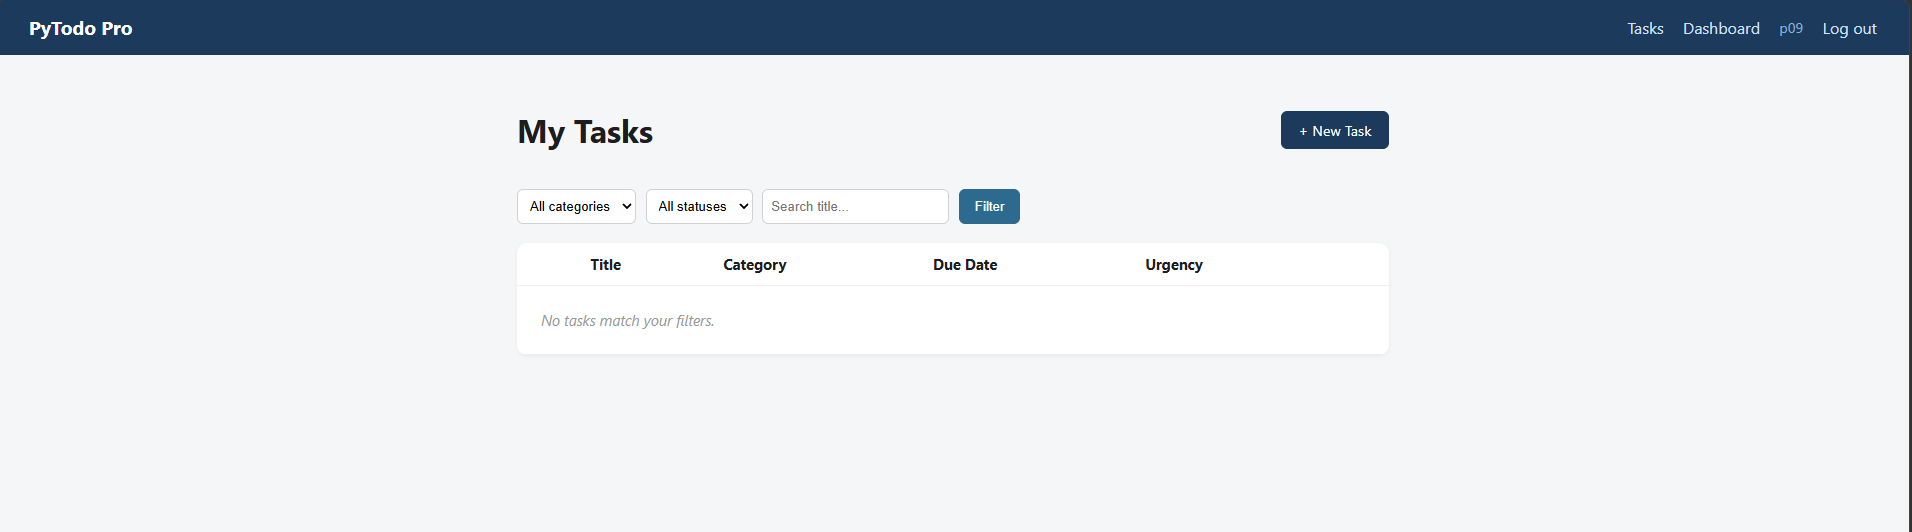 PyTodo Pro
Tasks Dashboard p09 Log out
My Tasks
+ New Task
All categories All statuses Search title... Filter
Title Category Due Date Urgency
No tasks match your filters.